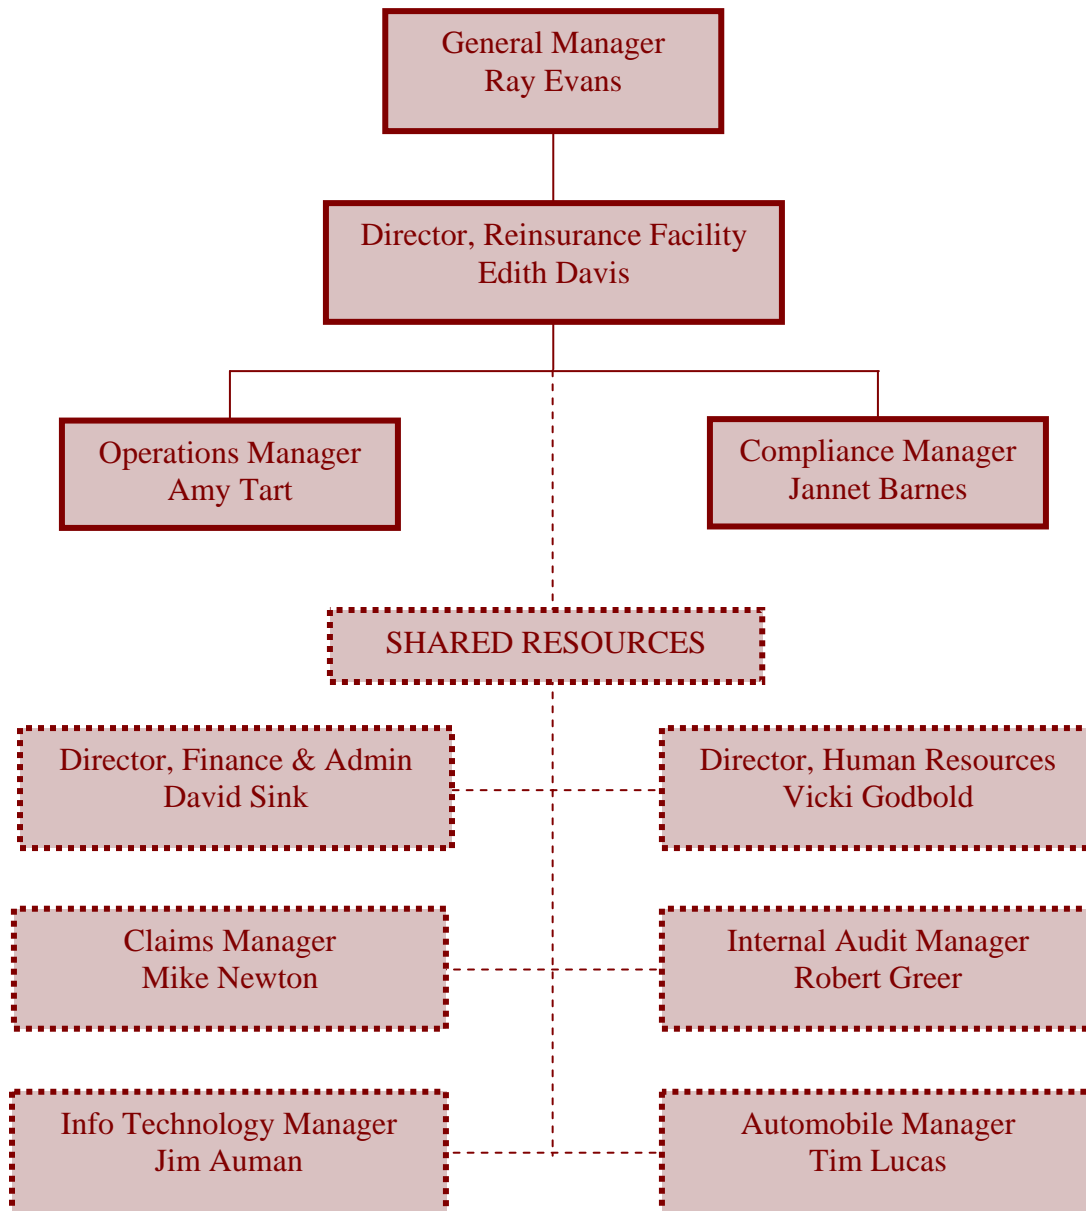 General Manager
Ray Evans
Director, Reinsurance Facility
Edith Davis
Operations Manager
Amy Tart
Compliance Manager
Jannet Barnes
SHARED RESOURCES
Director, Finance & Admin
David Sink
Director, Human Resources
Vicki Godbold
Claims Manager
Mike Newton
Internal Audit Manager
Robert Greer
Info Technology Manager
Jim Auman
Automobile Manager
Tim Lucas